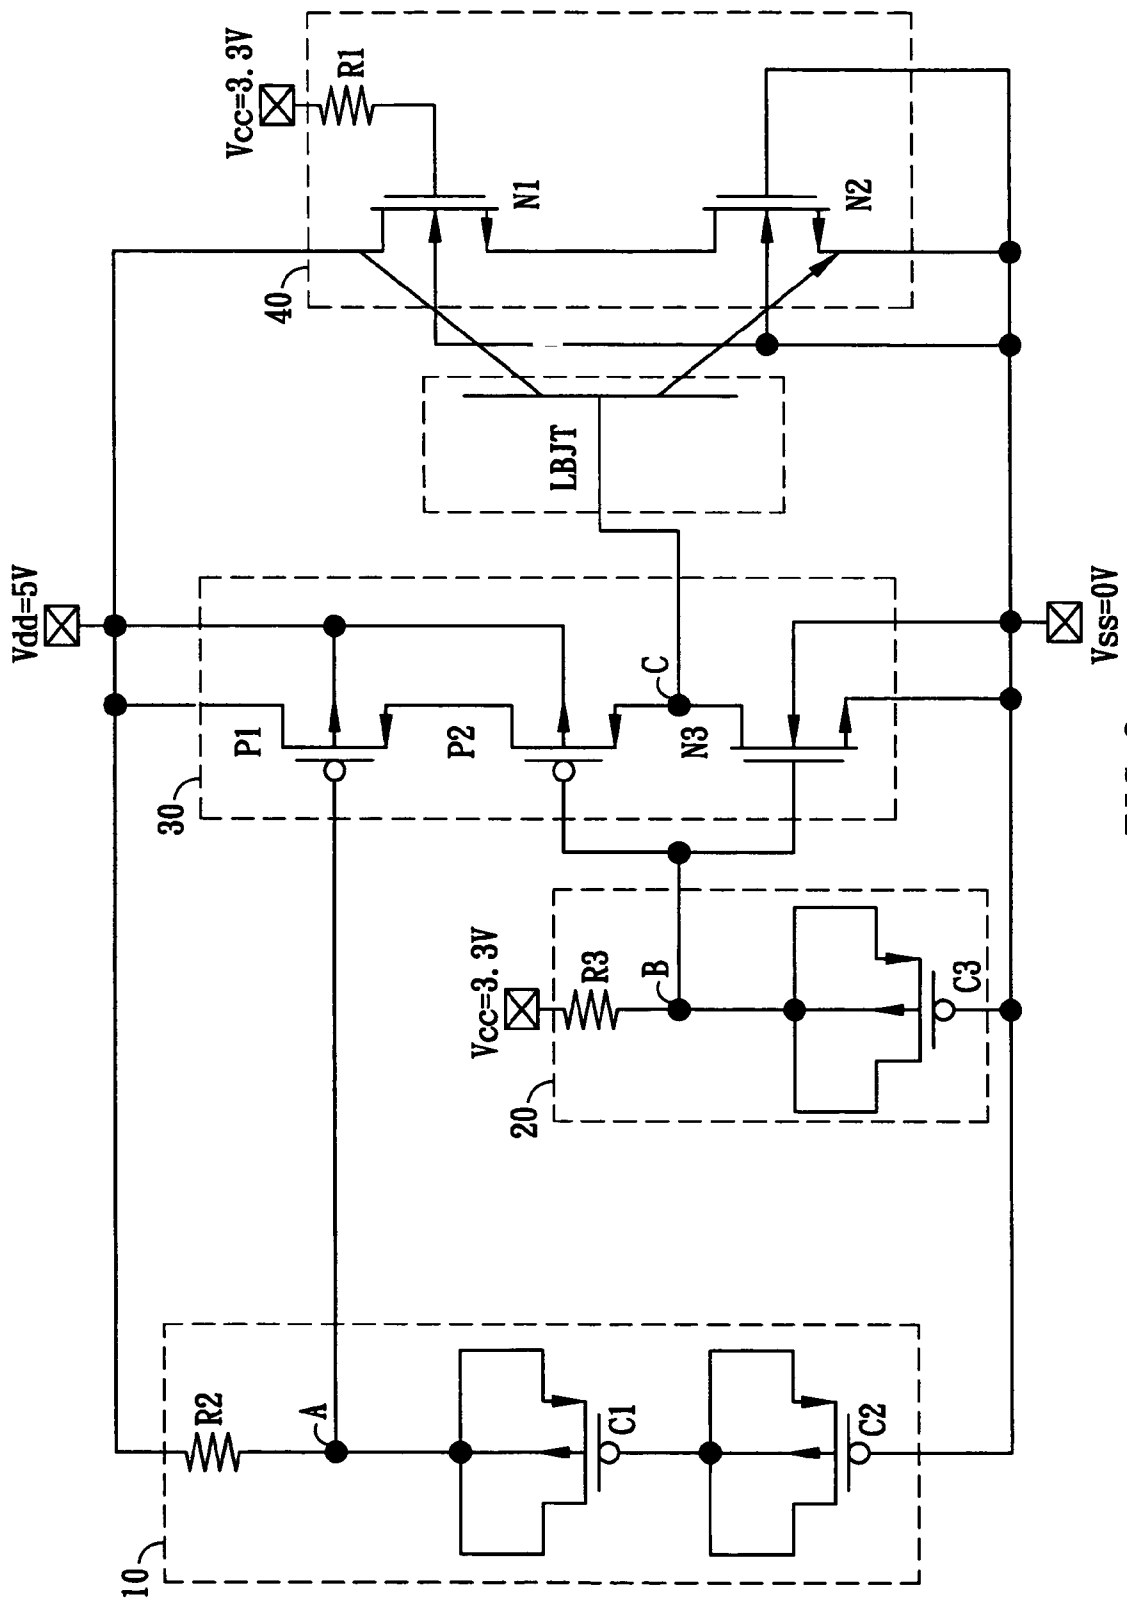 Vdd=5V
Vcc=3.3V
R1
N1
N2
40
LBJT
30
P1
P2
C
N3
Vss=0V
Vcc=3.3V
R3
B
C3
20
10
R2
A
C1
C2